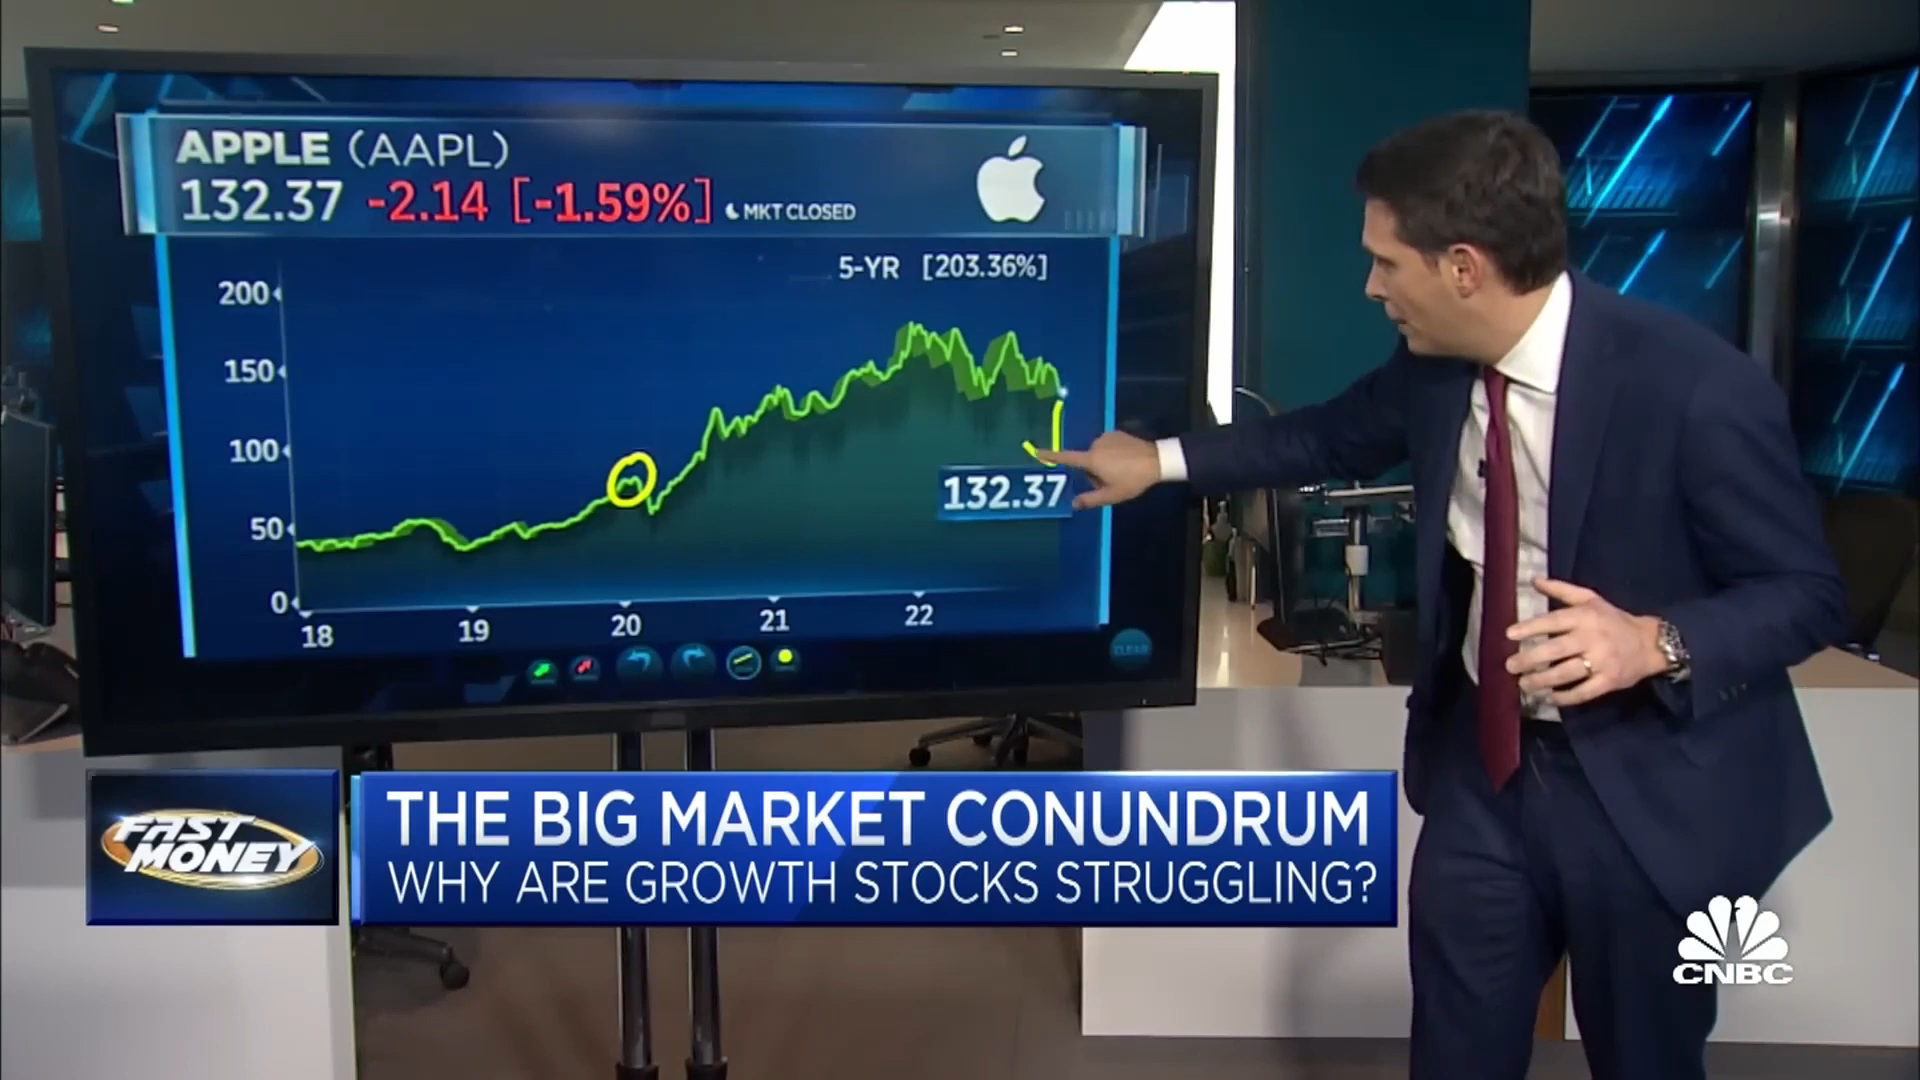 APPLE (AAPL)
132.37 -2.14 [-1.59%] MKT CLOSED
5-YR [203.36%]
200
150
100
50
0
132.37
18 19 20 21 22
CLEAR
FAST
MONEY
THE BIG MARKET CONUNDRUM
WHY ARE GROWTH STOCKS STRUGGLING?
CNBC